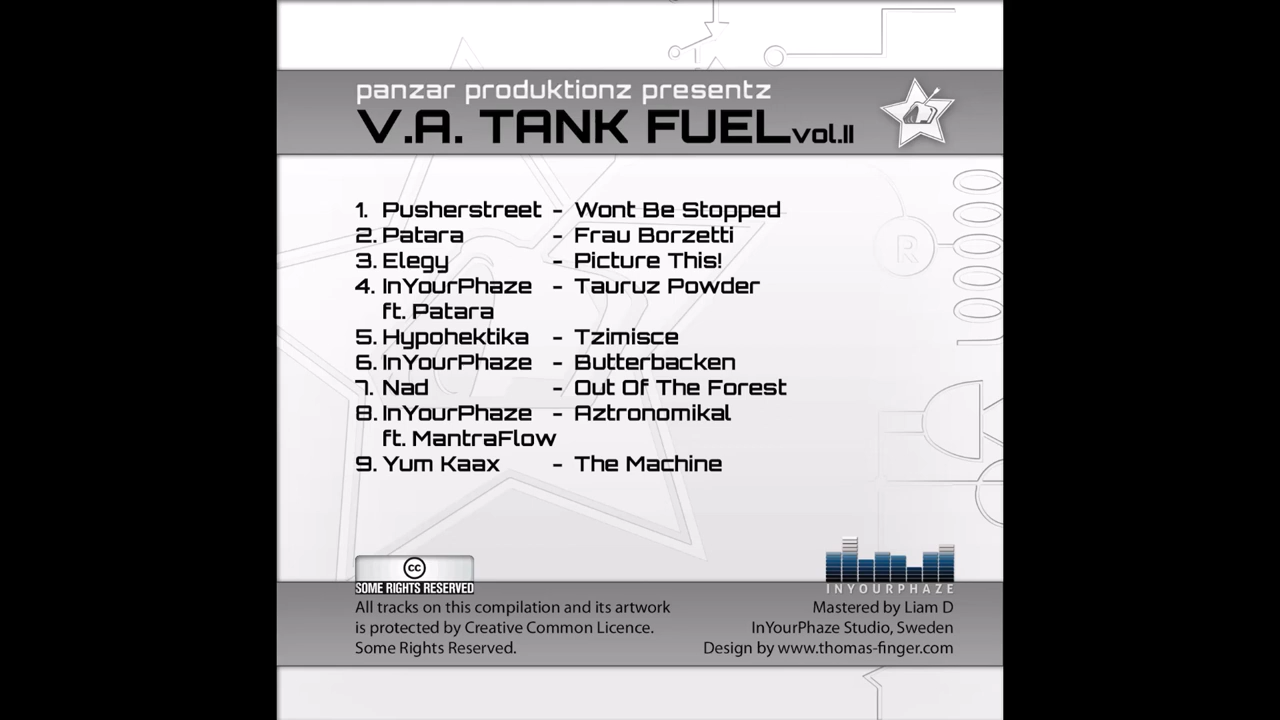 panzar produktionz presentz
V.A. TANK FUEL vol.II
1. Pusherstreet - Wont Be Stopped
2. Patara - Frau Borzetti
3. Elegy - Picture This!
4. InYourPhaze - Tauruz Powder
ft. Patara
5. Hypohektika - Tzimisce
6. InYourPhaze - Butterbacken
7. Nad - Out Of The Forest
8. InYourPhaze - Aztronomikal
ft. MantraFlow
9. Yum Kaax - The Machine
R
cc
SOME RIGHTS RESERVED
All tracks on this compilation and its artwork
is protected by Creative Common Licence.
Some Rights Reserved.
INYOURPHAZE
Mastered by Liam D
InYourPhaze Studio, Sweden
Design by www.thomas-finger.com